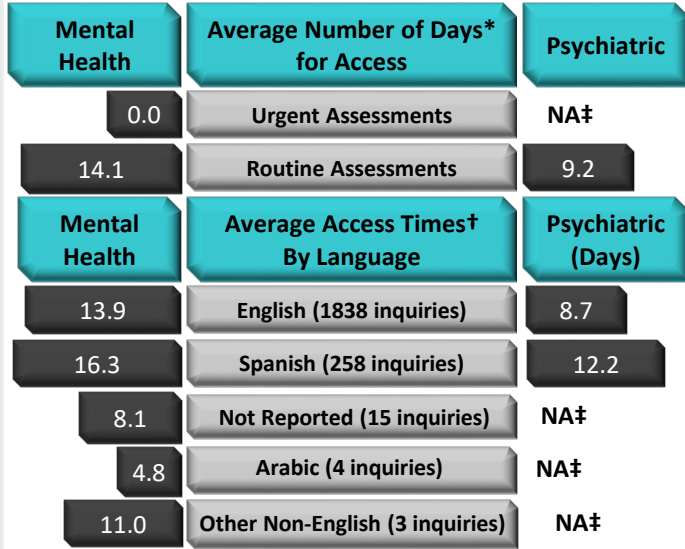 Mental Health
Average Number of Days* for Access
Psychiatric
0.0
Urgent Assessments
NA‡
14.1
Routine Assessments
9.2
Mental Health
Average Access Times† By Language
Psychiatric (Days)
13.9
English (1838 inquiries)
8.7
16.3
Spanish (258 inquiries)
12.2
8.1
Not Reported (15 inquiries)
NA‡
4.8
Arabic (4 inquiries)
NA‡
11.0
Other Non-English (3 inquiries)
NA‡